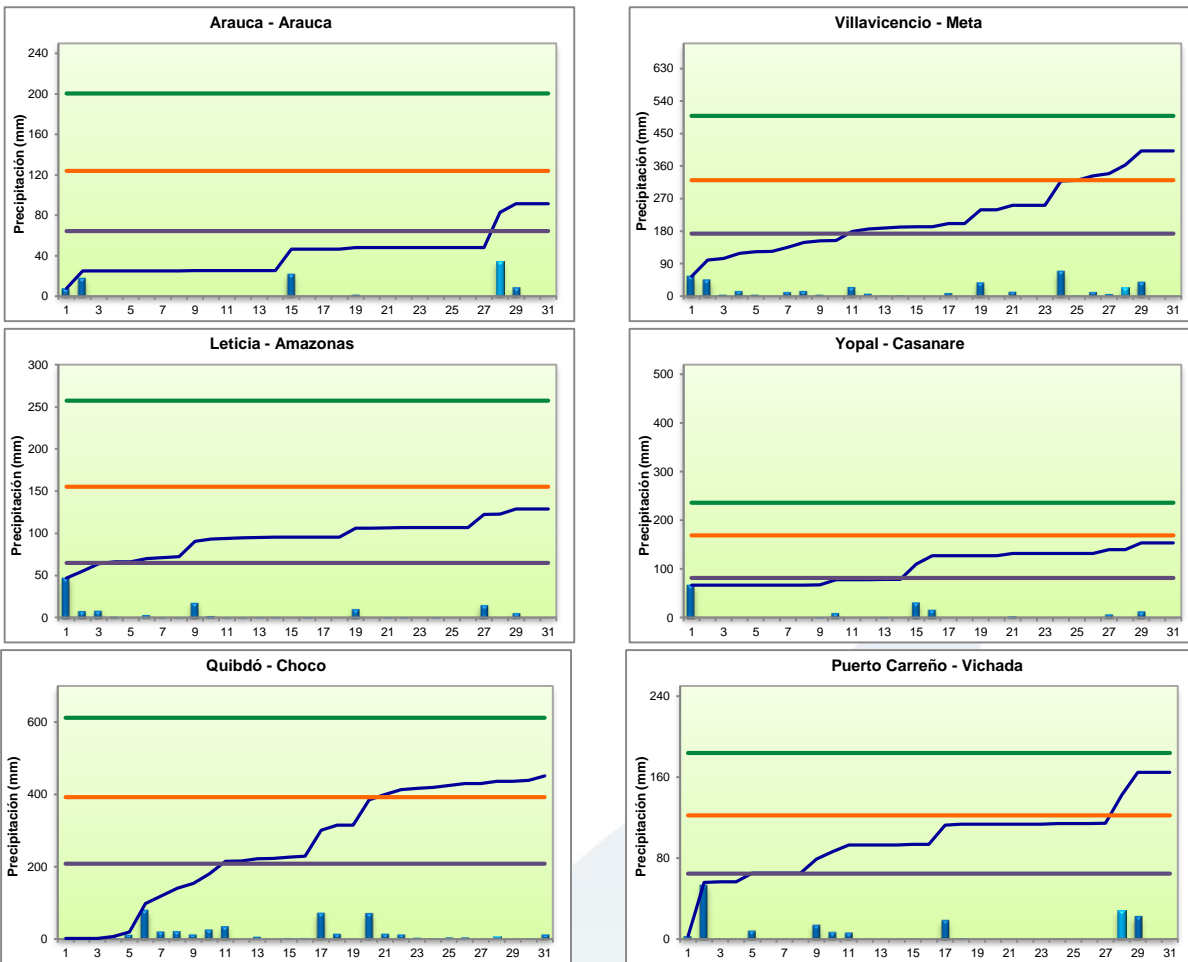 Arauca - Arauca
Precipitación (mm)
240
200
160
120
80
40
0
1 3 5 7 9 11 13 15 17 19 21 23 25 27 29 31
Villavicencio - Meta
Precipitación (mm)
630
540
450
360
270
180
90
0
1 3 5 7 9 11 13 15 17 19 21 23 25 27 29 31
Leticia - Amazonas
Precipitación (mm)
300
250
200
150
100
50
0
1 3 5 7 9 11 13 15 17 19 21 23 25 27 29 31
Yopal - Casanare
Precipitación (mm)
500
400
300
200
100
0
1 3 5 7 9 11 13 15 17 19 21 23 25 27 29 31
Quibdó - Choco
Precipitación (mm)
600
400
200
0
1 3 5 7 9 11 13 15 17 19 21 23 25 27 29 31
Puerto Carreño - Vichada
Precipitación (mm)
240
160
80
0
1 3 5 7 9 11 13 15 17 19 21 23 25 27 29 31